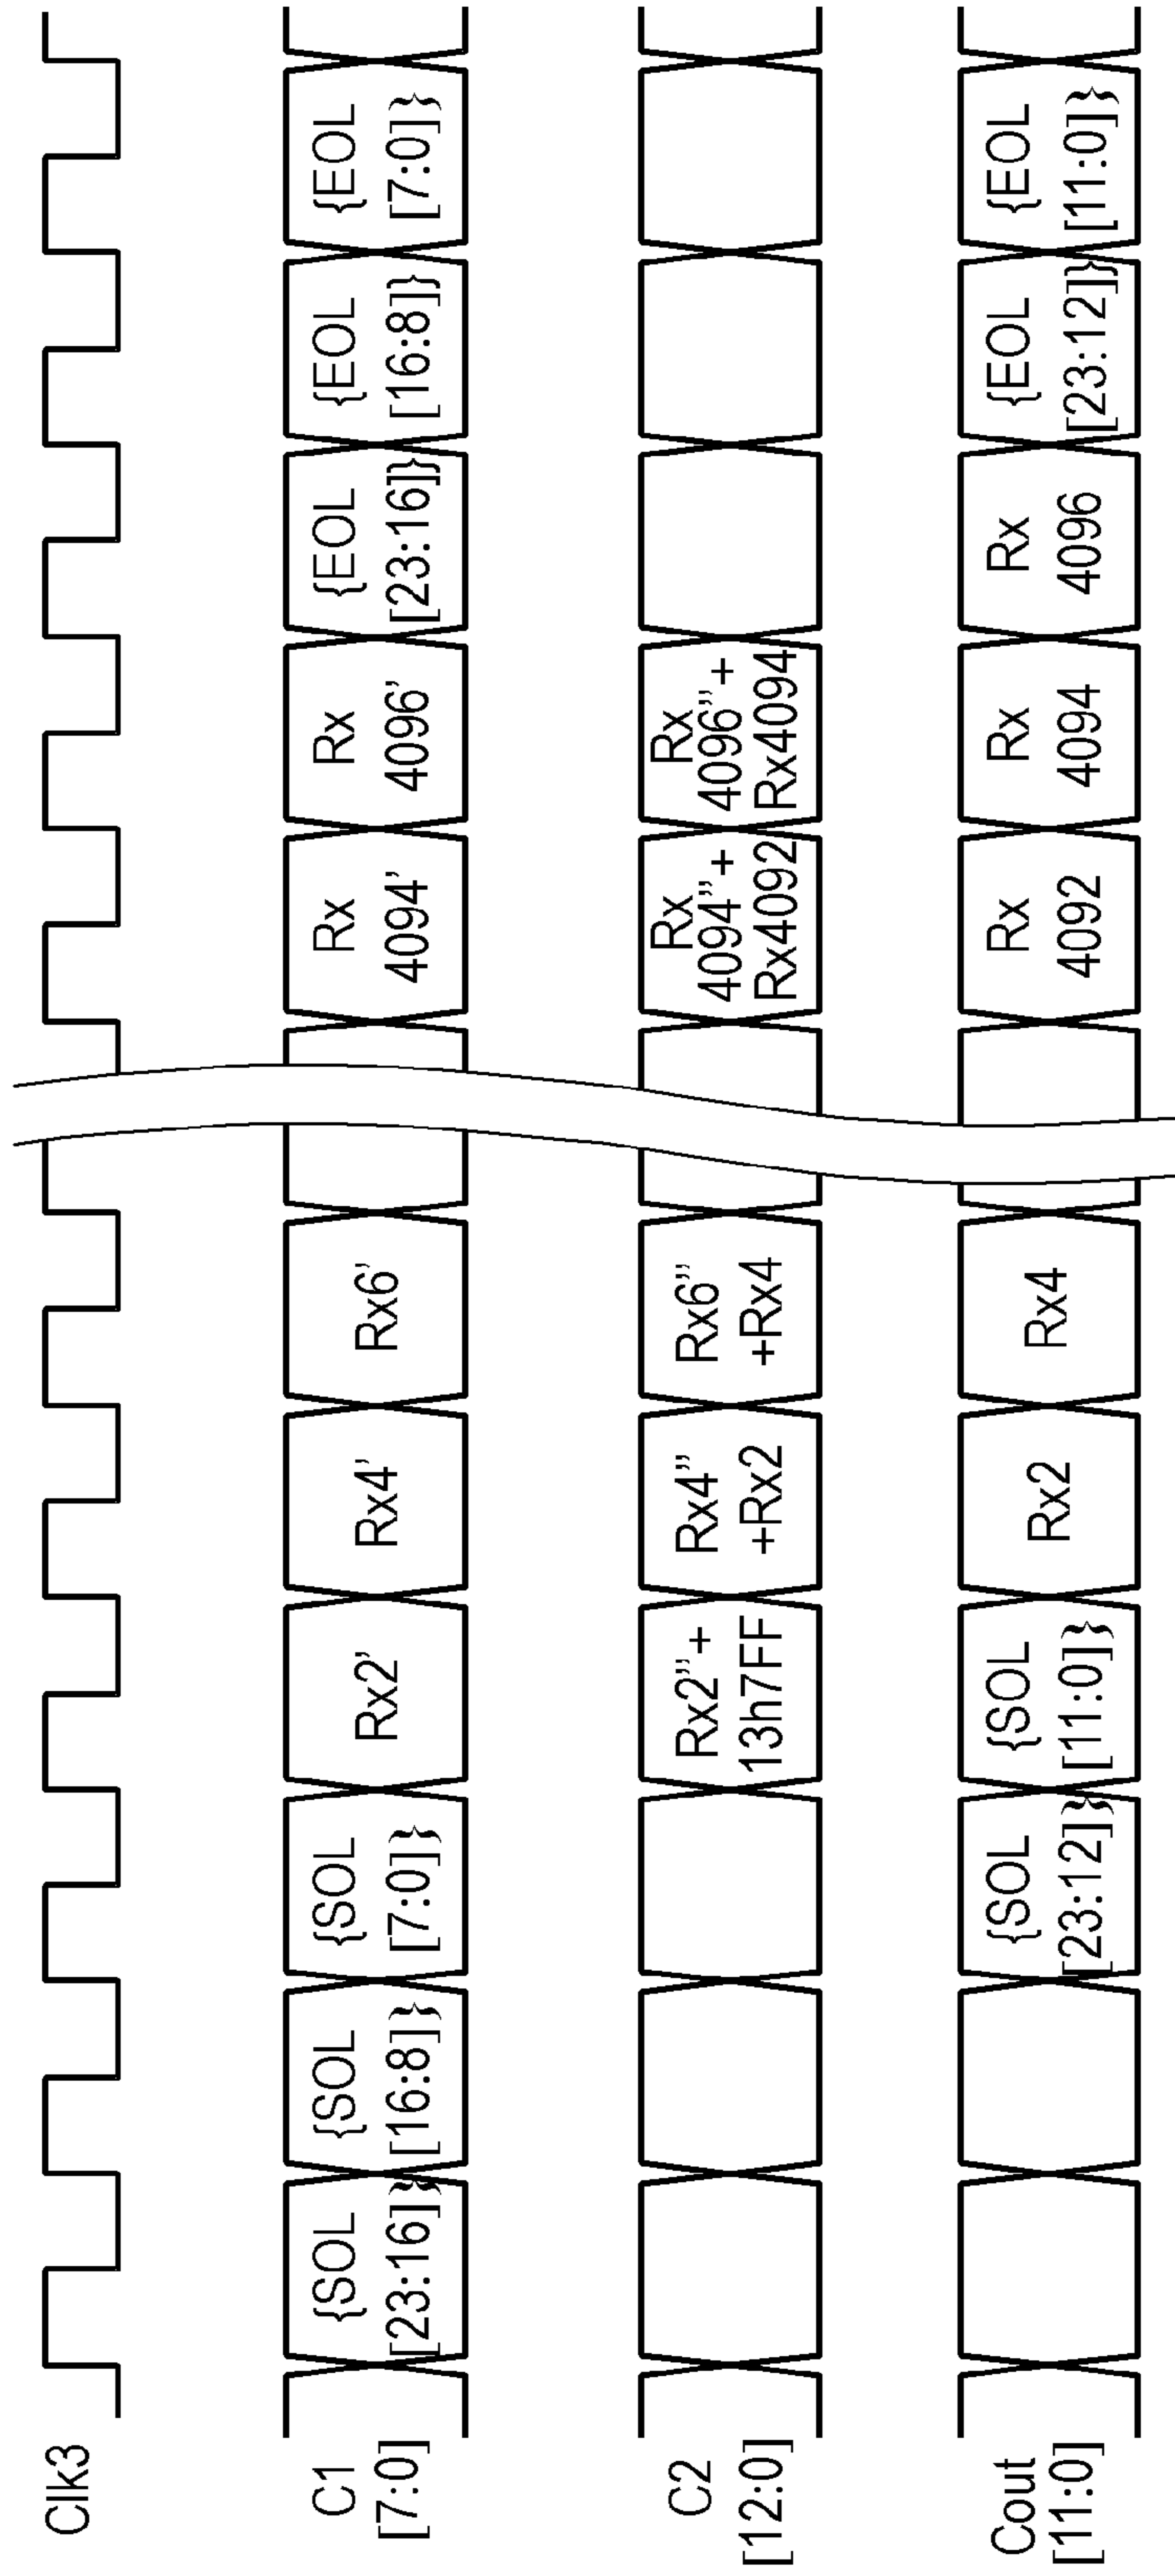 Clk3
C1
[7:0]
{SOL
[23:16]}
{SOL
[16:8]}
{SOL
[7:0]}
Rx2’
Rx4’
Rx6’
Rx
4094’
Rx
4096’
{EOL
[23:16]}
{EOL
[16:8]}
{EOL
[7:0]}
C2
[12:0]
Rx2”+
13h7FF
Rx4”
+Rx2
Rx6”
+Rx4
Rx
4094”+
Rx4092
Rx
4096”+
Rx4094
Cout
[11:0]
{SOL
[23:12]}
{SOL
[11:0]}
Rx2
Rx4
Rx
4092
Rx
4094
Rx
4096
{EOL
[23:12]}
{EOL
[11:0]}